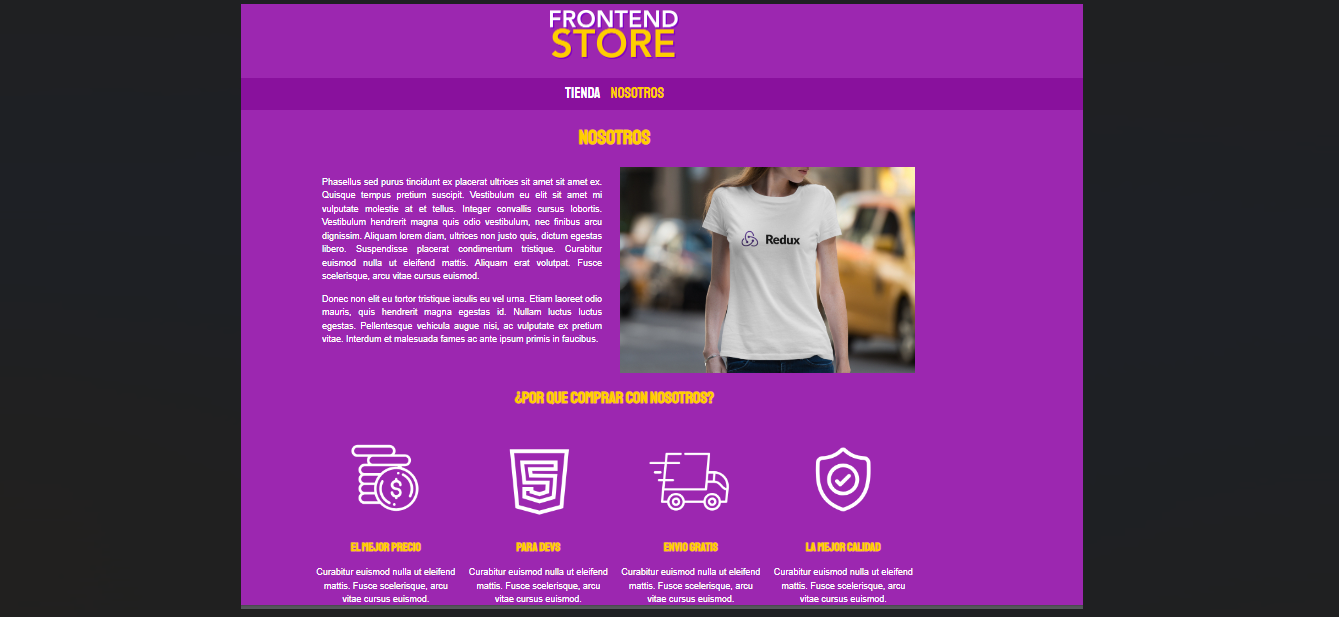 FRONTEND
STORE
TIENDA NOSOTROS
NOSOTROS
Phasellus sed purus tincidunt ex placerat ultrices sit amet sit amet ex.
Quisque tempus pretium suscipit. Vestibulum eu elit sit amet mi
vulputate molestie at et tellus. Integer convallis cursus lobortis.
Vestibulum hendrerit magna quis odio vestibulum, nec finibus arcu
dignissim. Aliquam lorem diam, ultrices non justo quis, dictum egestas
libero. Suspendisse placerat condimentum tristique. Curabitur
euismod nulla ut eleifend mattis. Aliquam erat volutpat. Fusce
scelerisque, arcu vitae cursus euismod.
Donec non elit eu tortor tristique iaculis eu vel urna. Etiam laoreet odio
mauris, quis hendrerit magna egestas id. Nullam luctus luctus
egestas. Pellentesque vehicula augue nisi, ac vulputate ex pretium
vitae. Interdum et malesuada fames ac ante ipsum primis in faucibus.
Redux
¿POR QUE COMPRAR CON NOSOTROS?
$
5
EL MEJOR PRECIO
Curabitur euismod nulla ut eleifend
mattis. Fusce scelerisque, arcu
vitae cursus euismod.
PARA DEVS
Curabitur euismod nulla ut eleifend
mattis. Fusce scelerisque, arcu
vitae cursus euismod.
ENVIO GRATIS
Curabitur euismod nulla ut eleifend
mattis. Fusce scelerisque, arcu
vitae cursus euismod.
LA MEJOR CALIDAD
Curabitur euismod nulla ut eleifend
mattis. Fusce scelerisque, arcu
vitae cursus euismod.